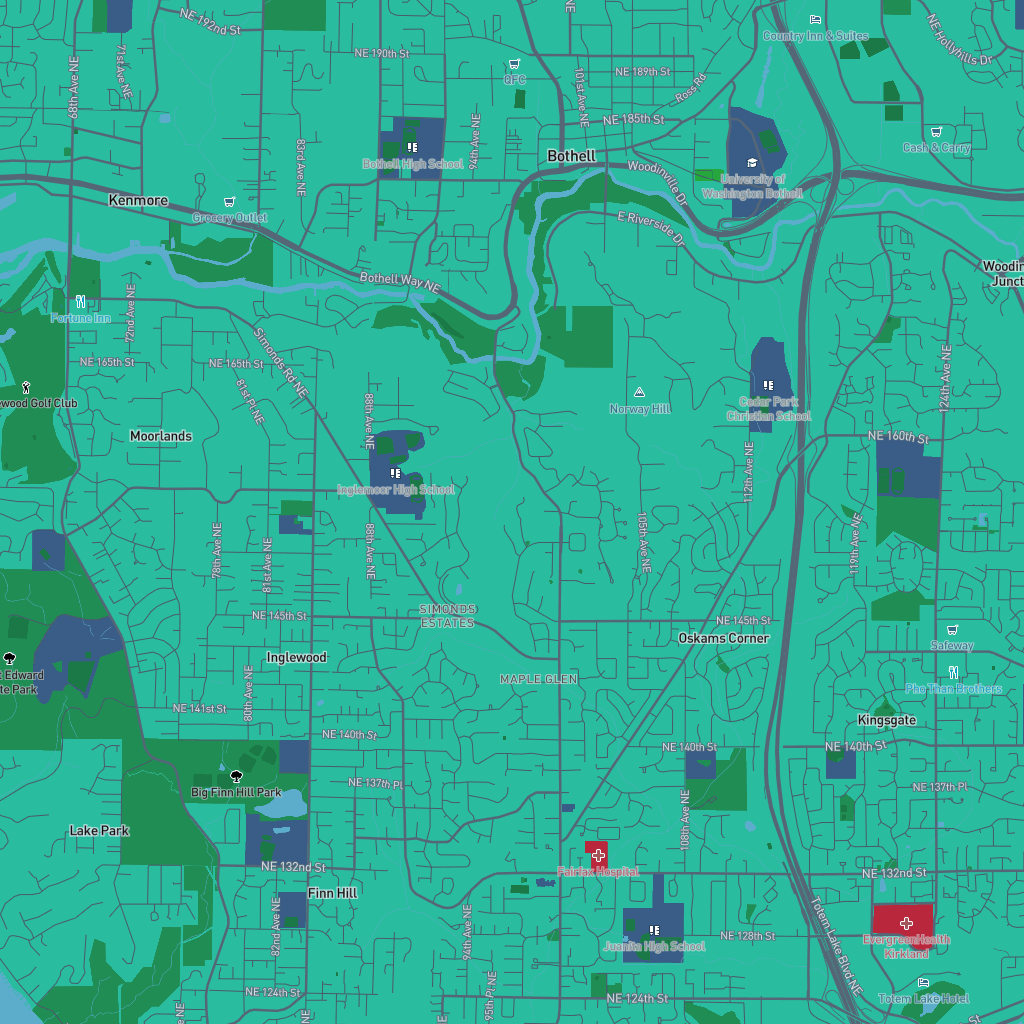 NE 192nd St
Country Inn & Suites
NE Hollyhills Dr
NE
71st Ave NE
NE 190th St
QFC
NE 189th St
68th Ave NE
101st Ave NE
Ross Rd
NE 185th St
94th Ave NE
Cash & Carry
Bothell High School
Bothell
83rd Ave NE
Woodinville Dr
University of
Washington Bothell
Kenmore
Grocery Outlet
E Riverside Dr
Bothell Way NE
Fortune Inn
72nd Ave NE
NE 165th St
NE 165th St
Simonds Rd NE
81st Pl NE
124th Ave NE
Norway Hill
Cedar Park
Christian School
88th Ave NE
Moorlands
NE 160th St
112th Ave NE
Inglemoor High School
78th Ave NE
81st Ave NE
88th Ave NE
105th Ave NE
119th Ave NE
NE 145th St
SIMONDS
ESTATES
NE 145th St
Oskams Corner
Safeway
Inglewood
MAPLE GLEN
Pho Than Brothers
Edward
te Park
80th Ave NE
NE 141st St
NE 140th St
Kingsgate
NE 140th St
NE 140th St
Big Finn Hill Park
NE 137th Pl
NE 137th Pl
Lake Park
108th Ave NE
NE 132nd St
Fairfax Hospital
NE 132nd St
Finn Hill
82nd Ave NE
94th Ave NE
Totem Lake Blvd NE
NE 128th St
Juanita High School
EvergreenHealth
Kirkland
NE 124th St
95th Pl NE
NE 124th St
Totem Lake Hotel
NE
NE
St